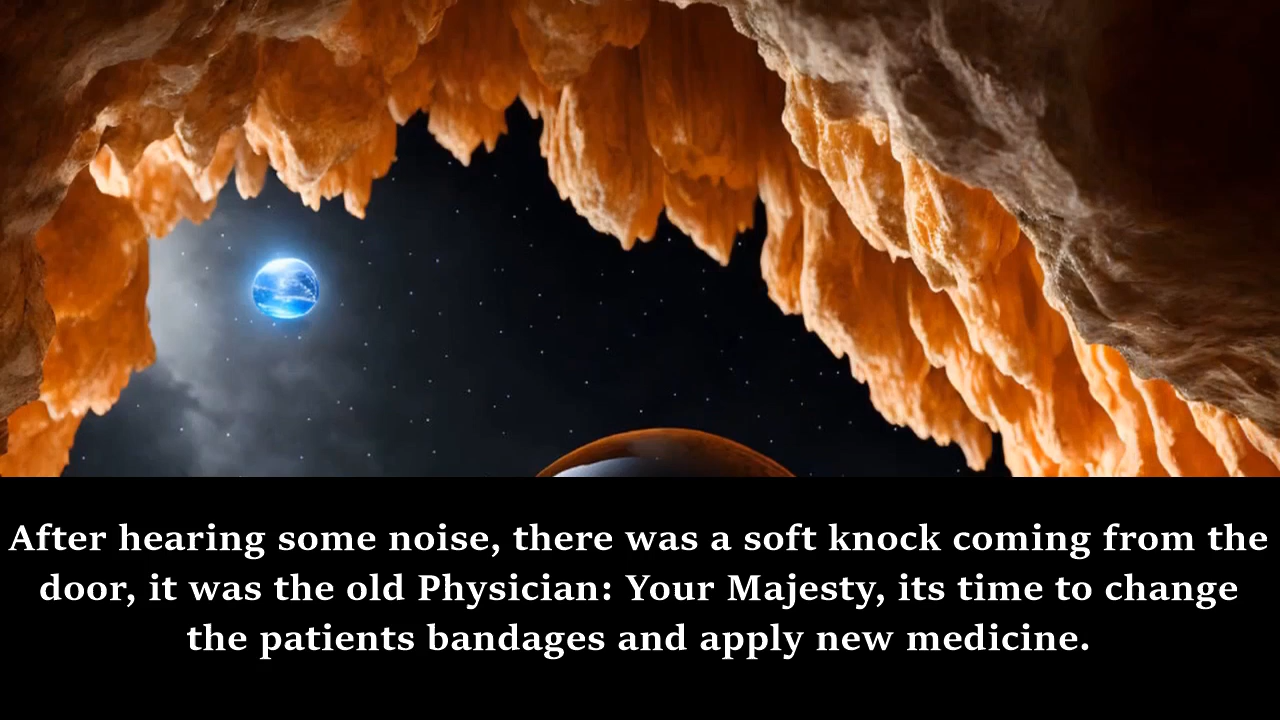 After hearing some noise, there was a soft knock coming from the
door, it was the old Physician: Your Majesty, its time to change
the patients bandages and apply new medicine.